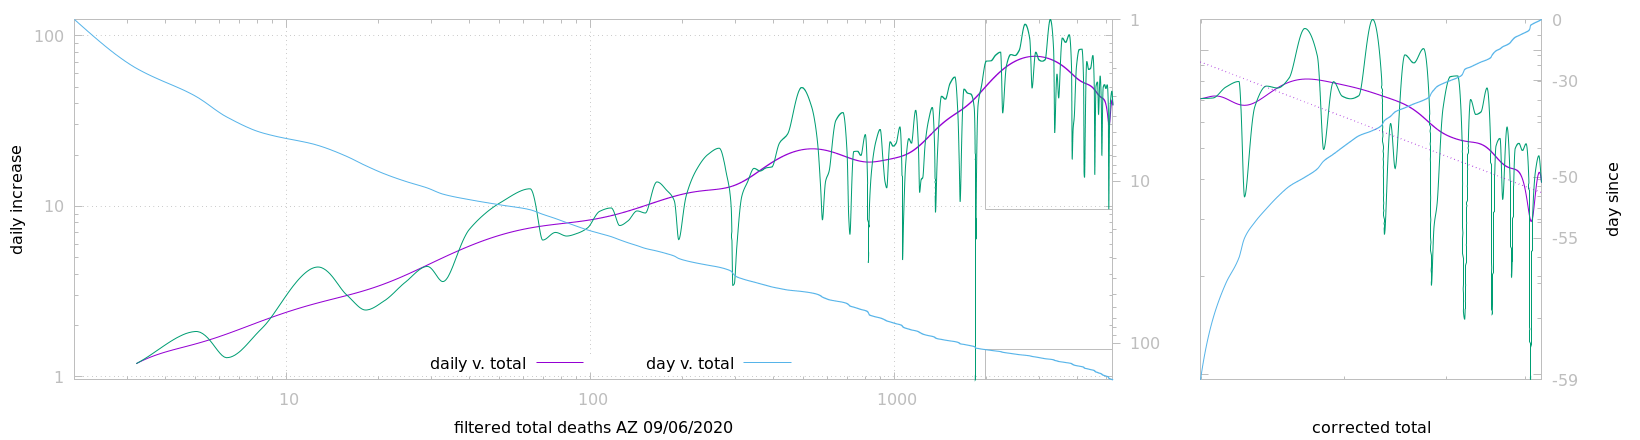 100
10
1
daily increase
10
100
1000
filtered total deaths AZ 09/06/2020
daily v. total
day v. total
1
10
100
0
-30
-50
-55
-59
day since
corrected total